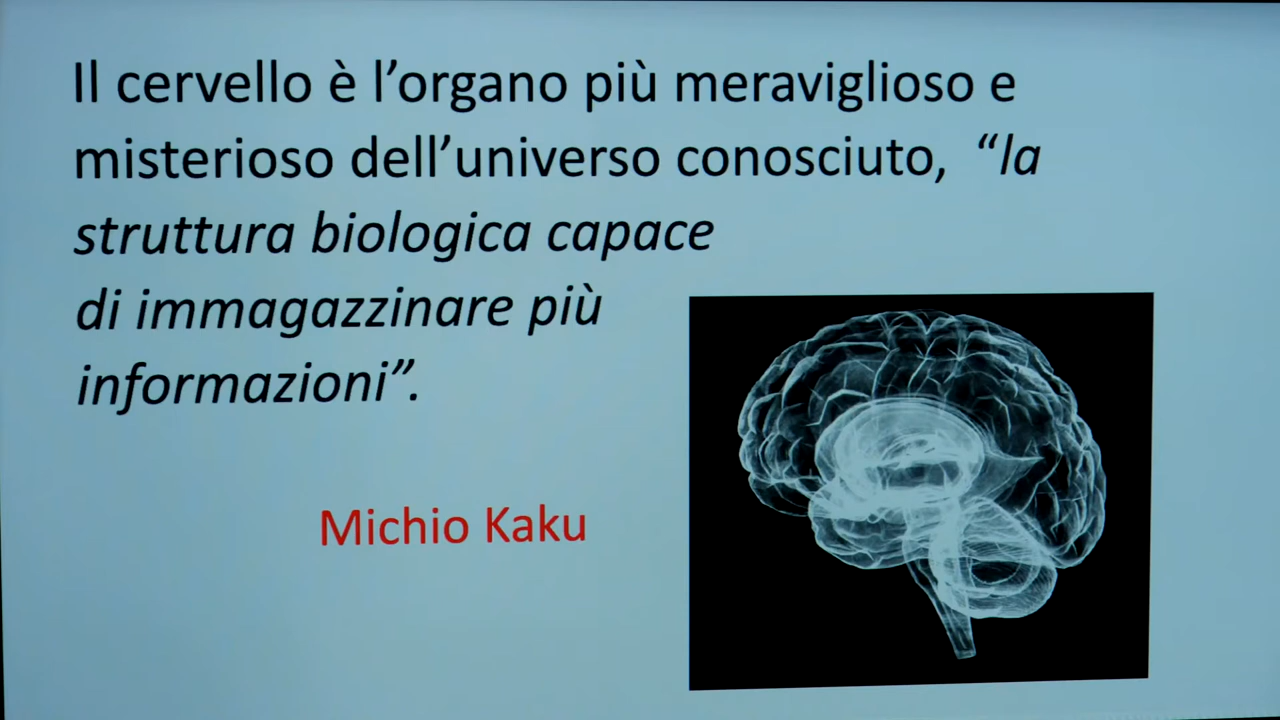 Il cervello è l’organo più meraviglioso e
misterioso dell’universo conosciuto, “la
struttura biologica capace
di immagazzinare più
informazioni”.
Michio Kaku